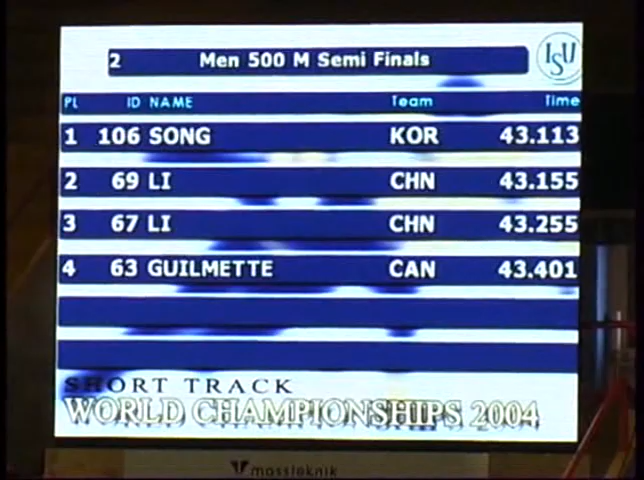 2 Men 500 M Semi Finals ISU
PL ID NAME Team Time
1 106 SONG KOR 43.113
2 69 LI CHN 43.155
3 67 LI CHN 43.255
4 63 GUILMETTE CAN 43.401
SHORT TRACK
WORLD CHAMPIONSHIPS 2004
massteknik